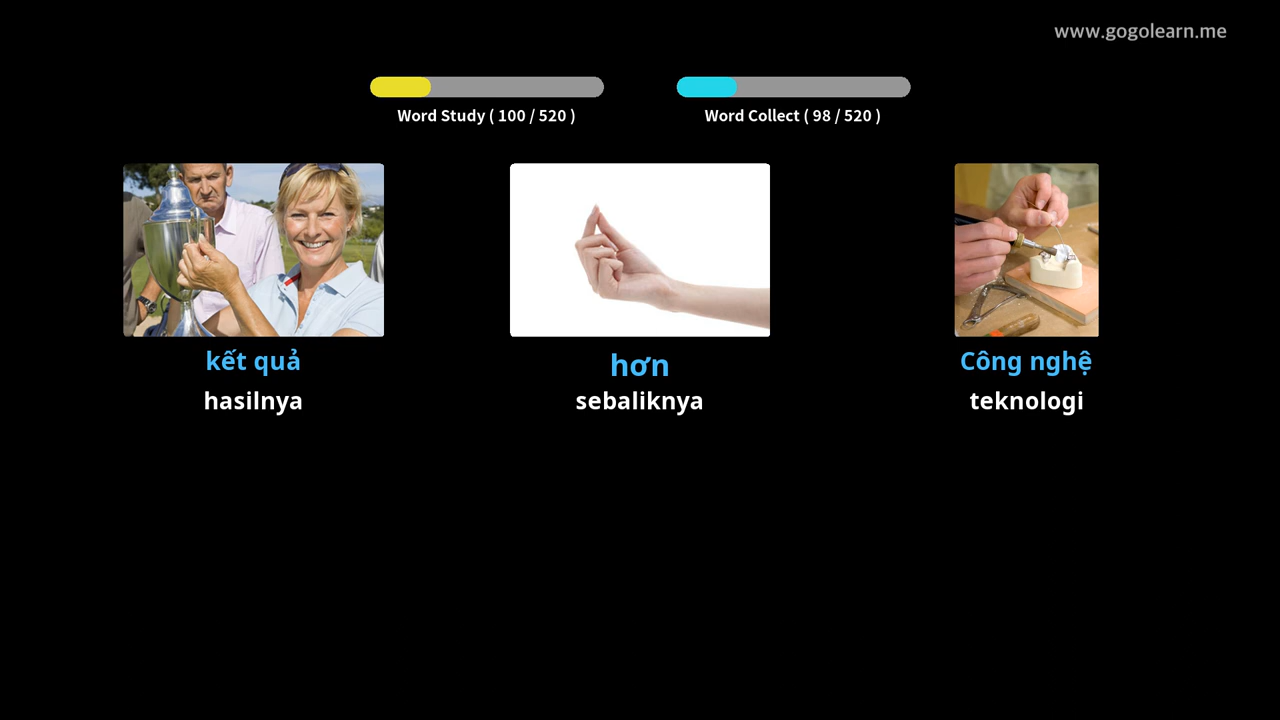 www.gogolearn.me
Word Study ( 100 / 520 )
Word Collect ( 98 / 520 )
kết quả
hasilnya
hơn
sebaliknya
Công nghệ
teknologi